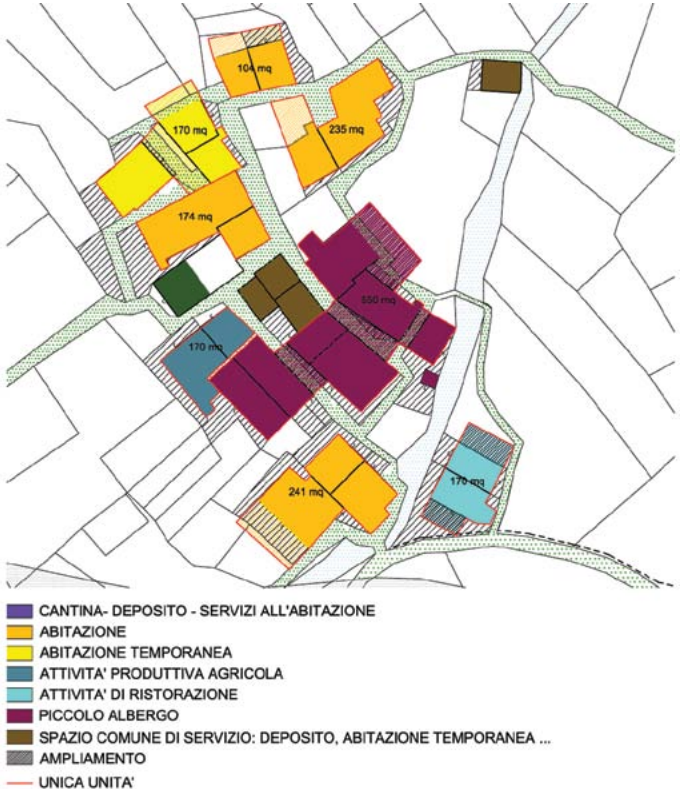 104 mq
170 mq
235 mq
174 mq
550 mq
170 mq
241 mq
170 mq
CANTINA- DEPOSITO - SERVIZI ALL'ABITAZIONE
ABITAZIONE
ABITAZIONE TEMPORANEA
ATTIVITA' PRODUTTIVA AGRICOLA
ATTIVITA' DI RISTORAZIONE
PICCOLO ALBERGO
SPAZIO COMUNE DI SERVIZIO: DEPOSITO, ABITAZIONE TEMPORANEA ...
AMPLIAMENTO
UNICA UNITA'